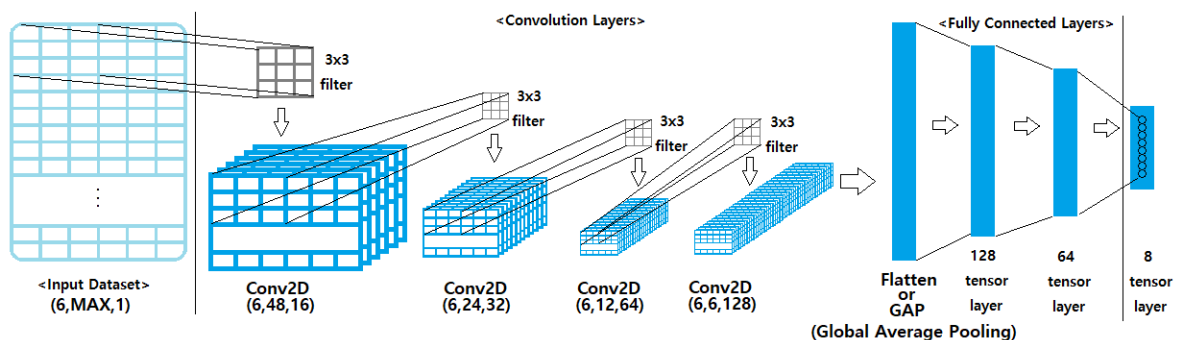 <Convolution Layers>
<Fully Connected Layers>
3x3
filter
3x3
filter
3x3
filter
3x3
filter
⋮
<Input Dataset>
(6,MAX,1)
Conv2D
(6,48,16)
Conv2D
(6,24,32)
Conv2D
(6,12,64)
Conv2D
(6,6,128)
Flatten
or
GAP
(Global Average Pooling)
128
tensor
layer
64
tensor
layer
8
tensor
layer